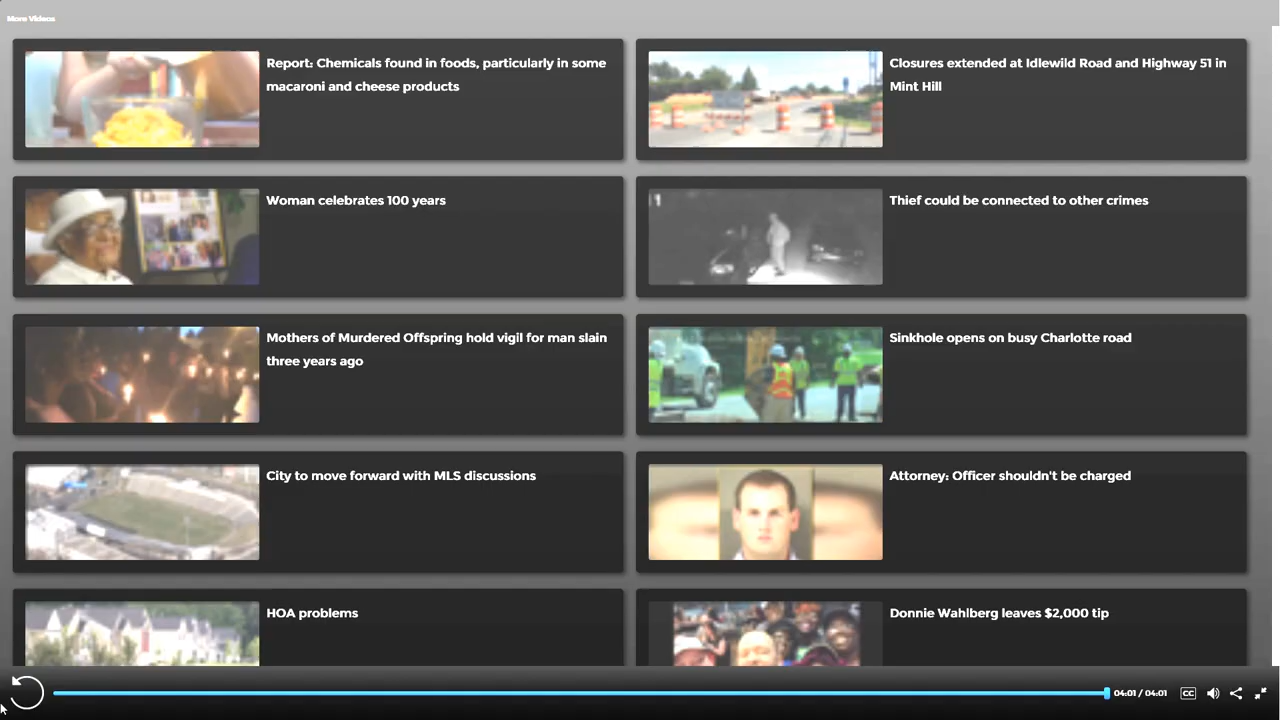 More Videos
Report: Chemicals found in foods, particularly in some
macaroni and cheese products
Closures extended at Idlewild Road and Highway 51 in
Mint Hill
Woman celebrates 100 years
1
Thief could be connected to other crimes
Mothers of Murdered Offspring hold vigil for man slain
three years ago
Sinkhole opens on busy Charlotte road
City to move forward with MLS discussions
Attorney: Officer shouldn't be charged
HOA problems
Donnie Wahlberg leaves $2,000 tip
04:01 / 04:01
CC